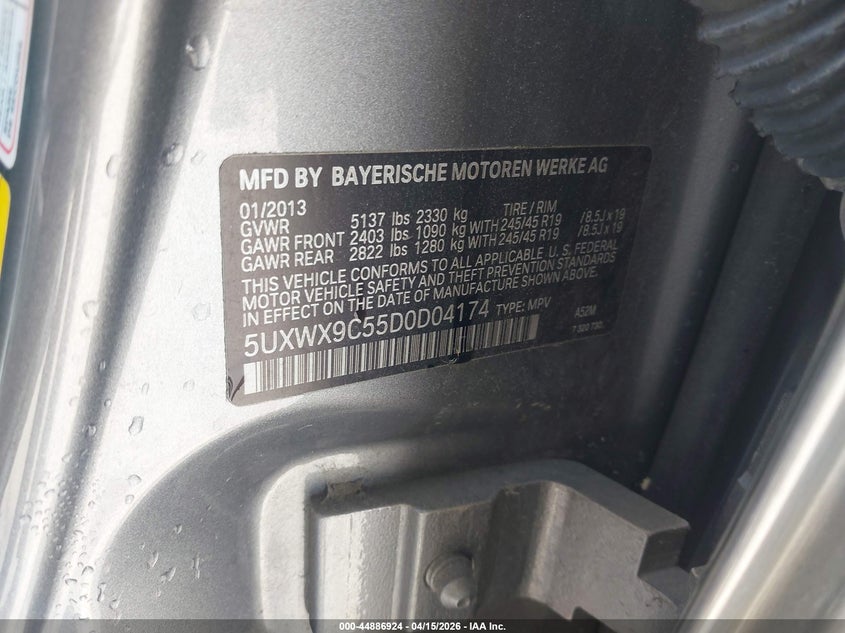 MFD BY BAYERISCHE MOTOREN WERKE AG
01/2013 TIRE / RIM
GVWR 5137 lbs 2330 kg
GAWR FRONT 2403 lbs 1090 kg WITH 245/45 R19 /8.5J x 19
GAWR REAR 2822 lbs 1280 kg WITH 245/45 R19 /8.5J x 19
THIS VEHICLE CONFORMS TO ALL APPLICABLE U. S. FEDERAL
MOTOR VEHICLE SAFETY AND THEFT PREVENTION STANDARDS
IN EFFECT ON THE DATE OF MANUFACTURE SHOWN ABOVE.
5UXWX9C55D0D04174 TYPE: MPV A52M
7 320 730
000-44886924 - 04/15/2026 - IAA Inc.